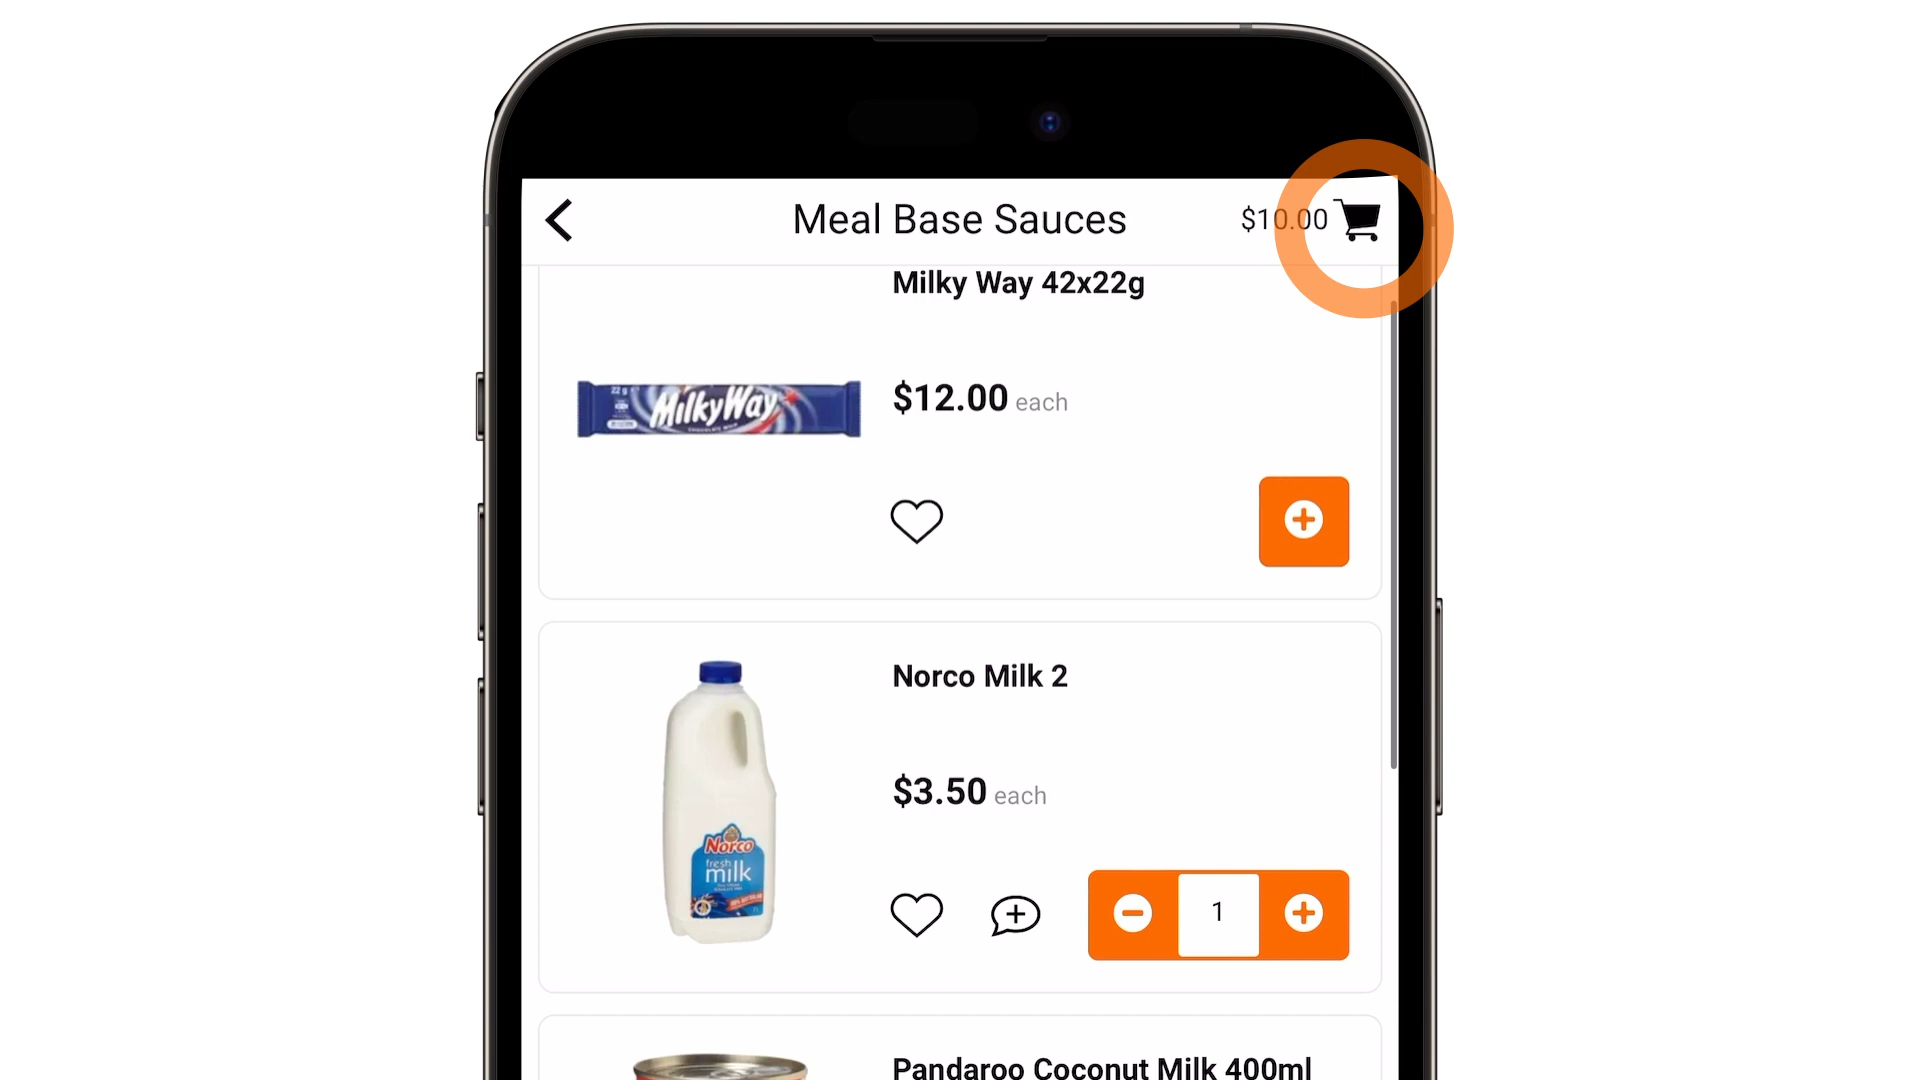 Meal Base Sauces
$10.00
Milky Way 42x22g
22 g
MilkyWay
$12.00 each
Norco Milk 2
$3.50 each
Norco
fresh
milk
1
Pandaroo Coconut Milk 400ml